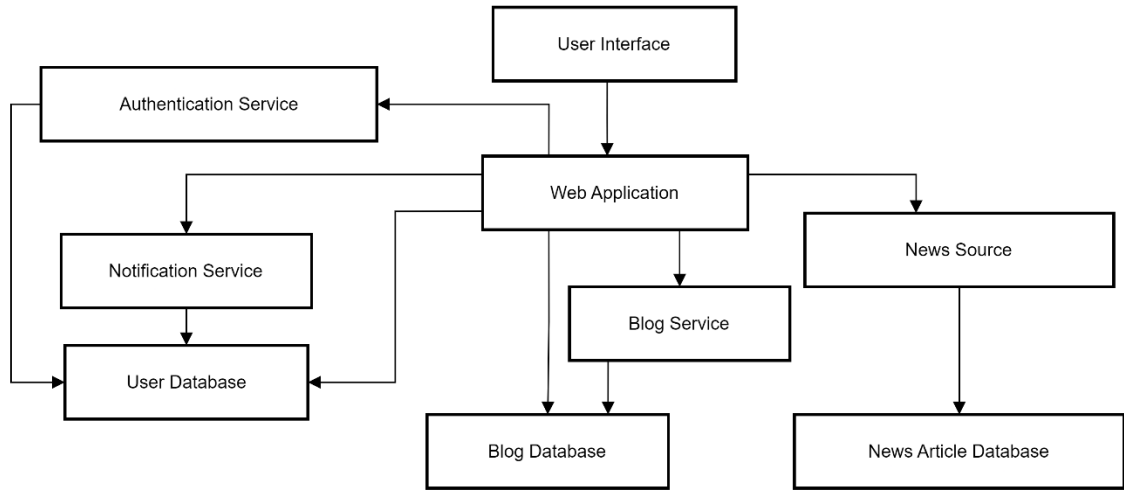 User Interface
Authentication Service
Web Application
News Source
Notification Service
Blog Service
User Database
Blog Database
News Article Database